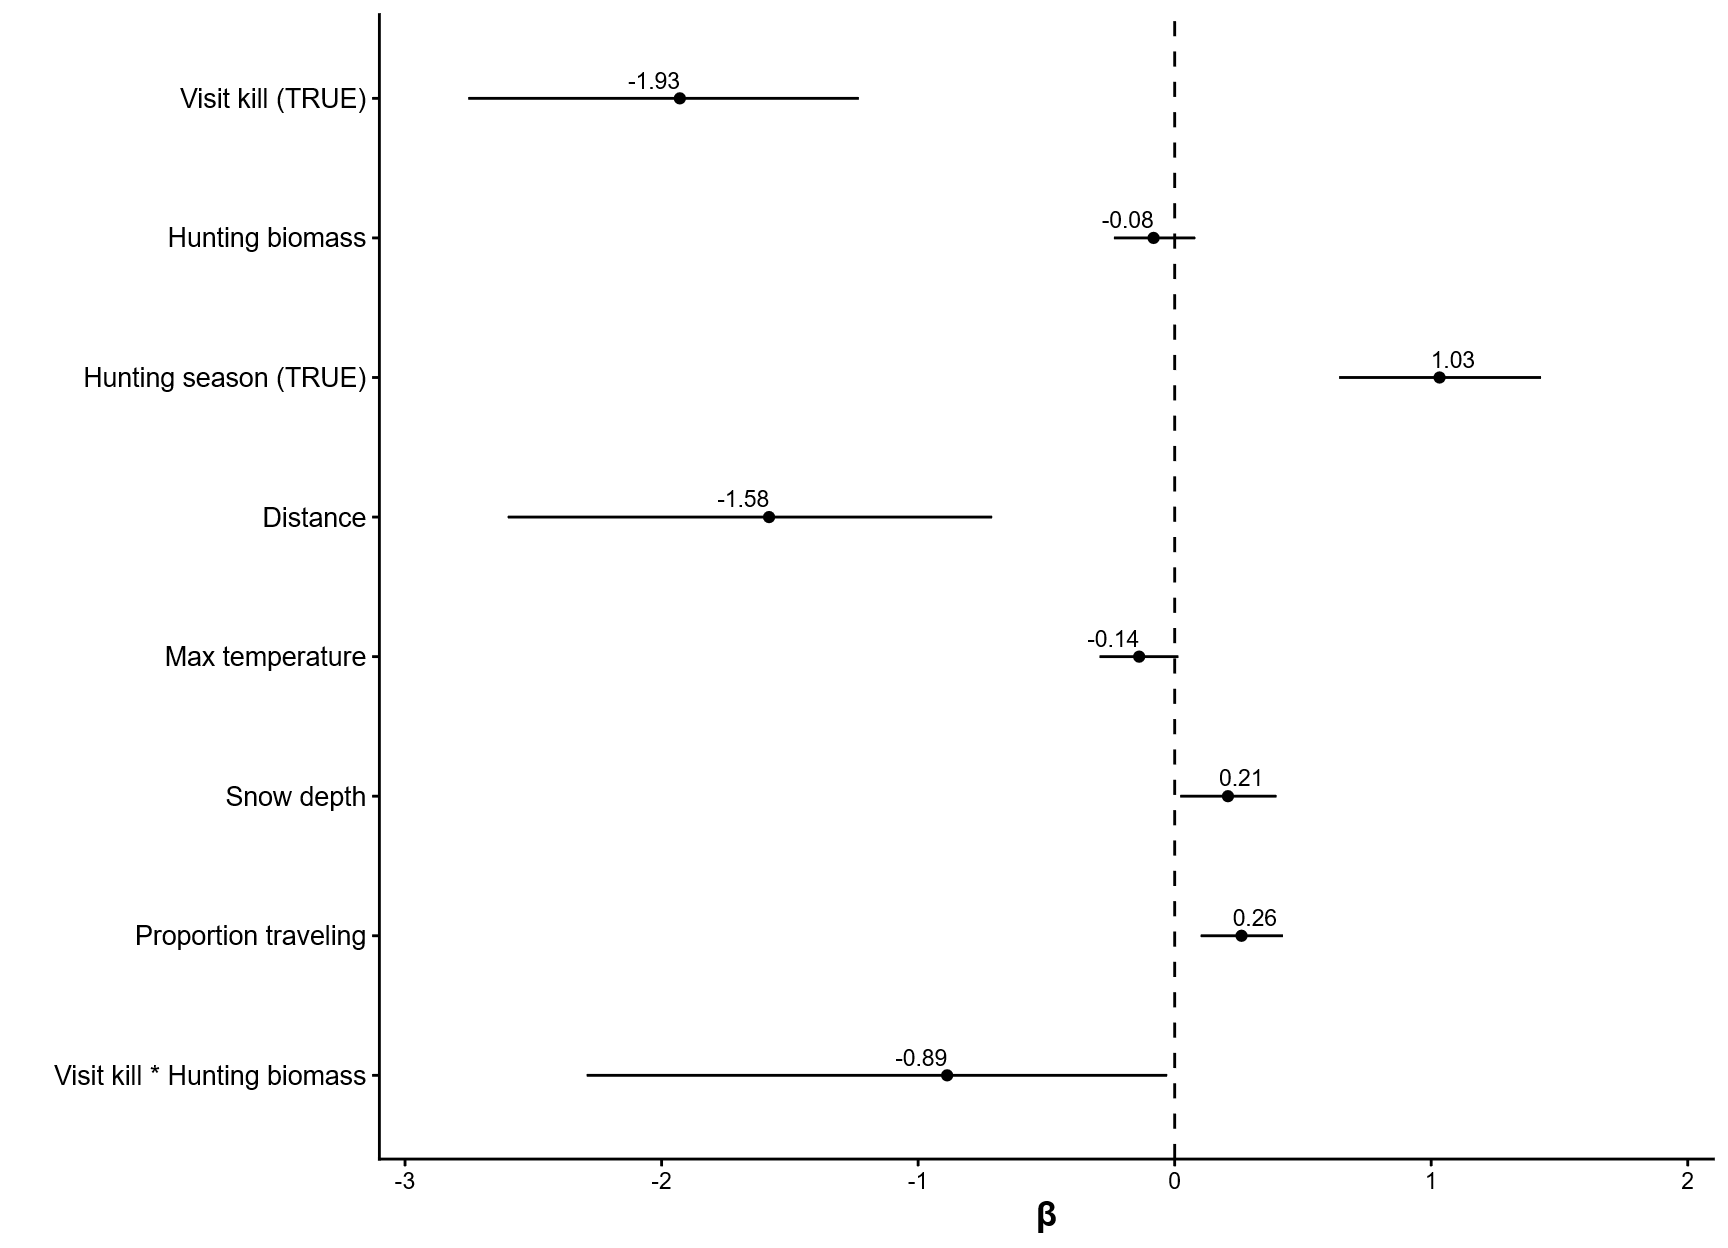 -1.93
Visit kill (TRUE)
-0.08
Hunting biomass
1.03
Hunting season (TRUE)
-1.58
Distance
-0.14
Max temperature
0.21
Snow depth
0.26
Proportion traveling
-0.89
Visit kill * Hunting biomass
-3 -2 -1 0 1 2
β